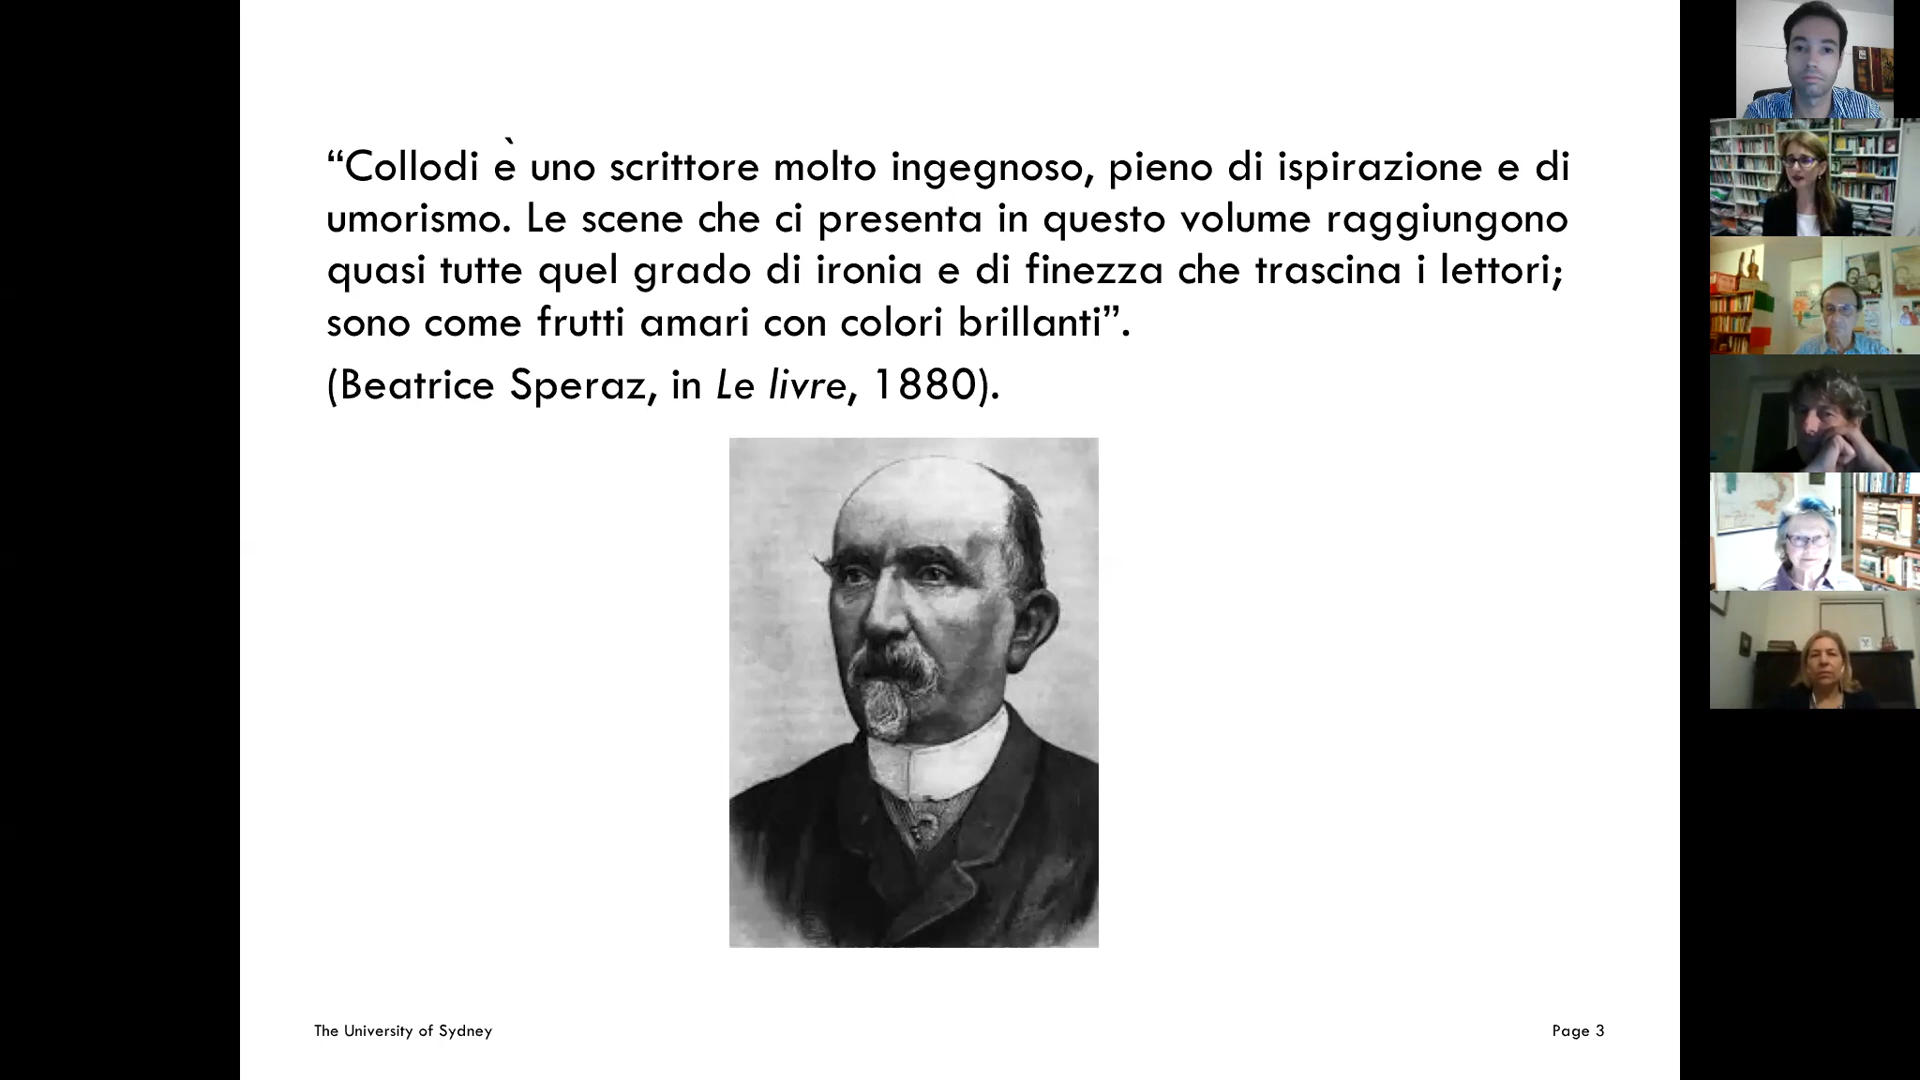 “Collodi è uno scrittore molto ingegnoso, pieno di ispirazione e di
umorismo. Le scene che ci presenta in questo volume raggiungono
quasi tutte quel grado di ironia e di finezza che trascina i lettori;
sono come frutti amari con colori brillanti”.
(Beatrice Speraz, in Le livre, 1880).
The University of Sydney
Page 3